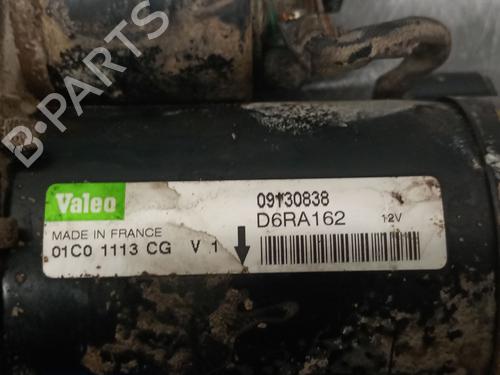 B-PARTS
Valeo
09130838
D6RA162 12V
MADE IN FRANCE
01C0 1113 CG V 1